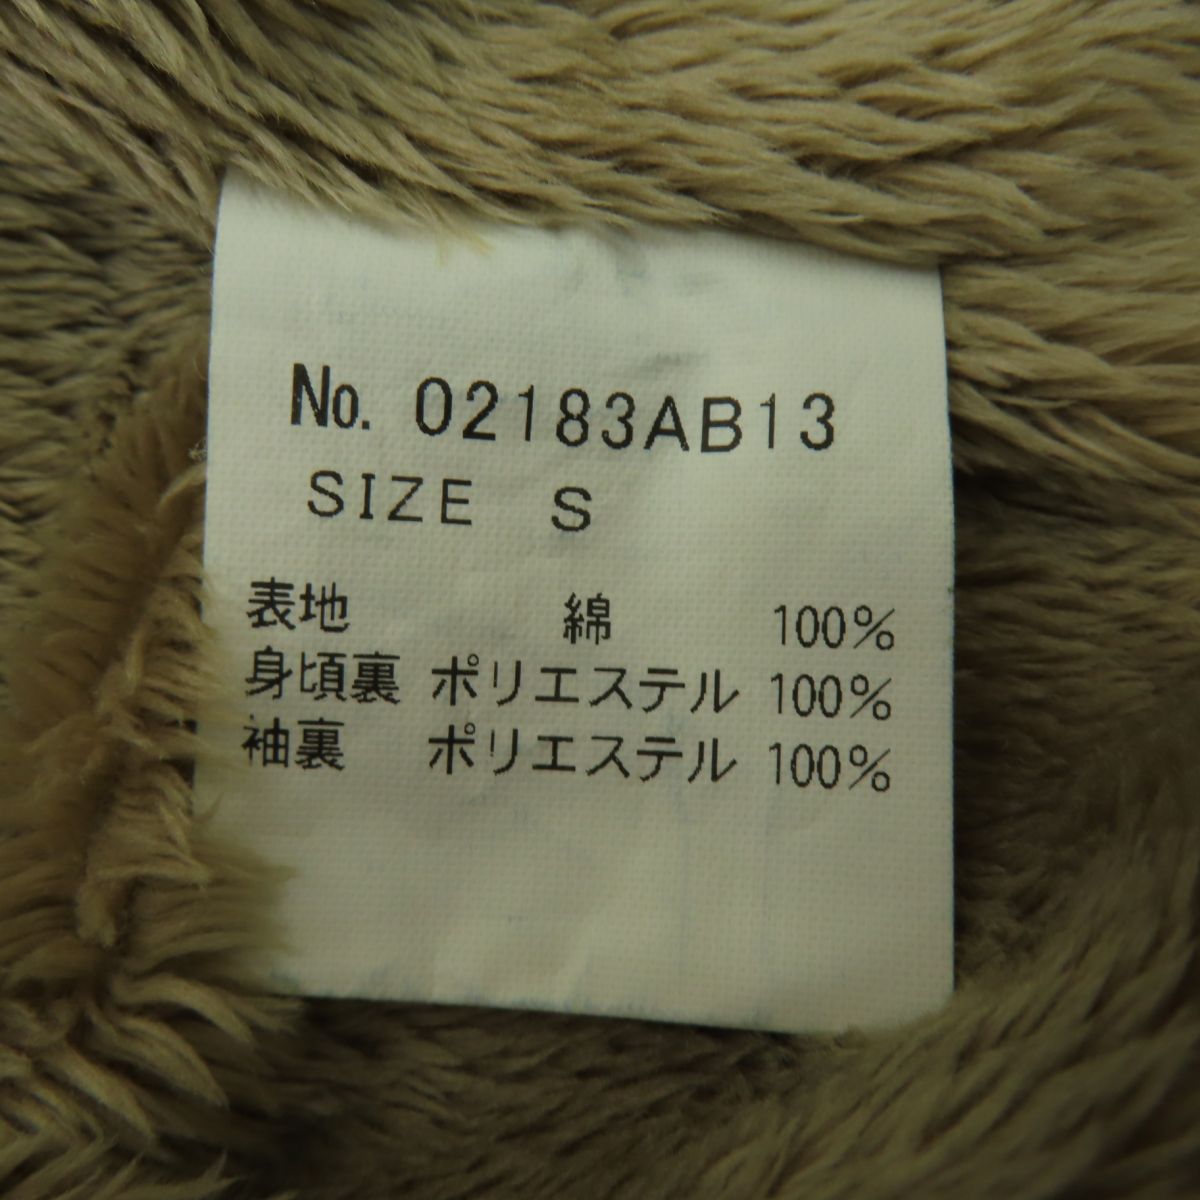 No. 02183AB13
SIZE S
表地 綿 100%
身頃裏 ポリエステル 100%
袖裏 ポリエステル 100%